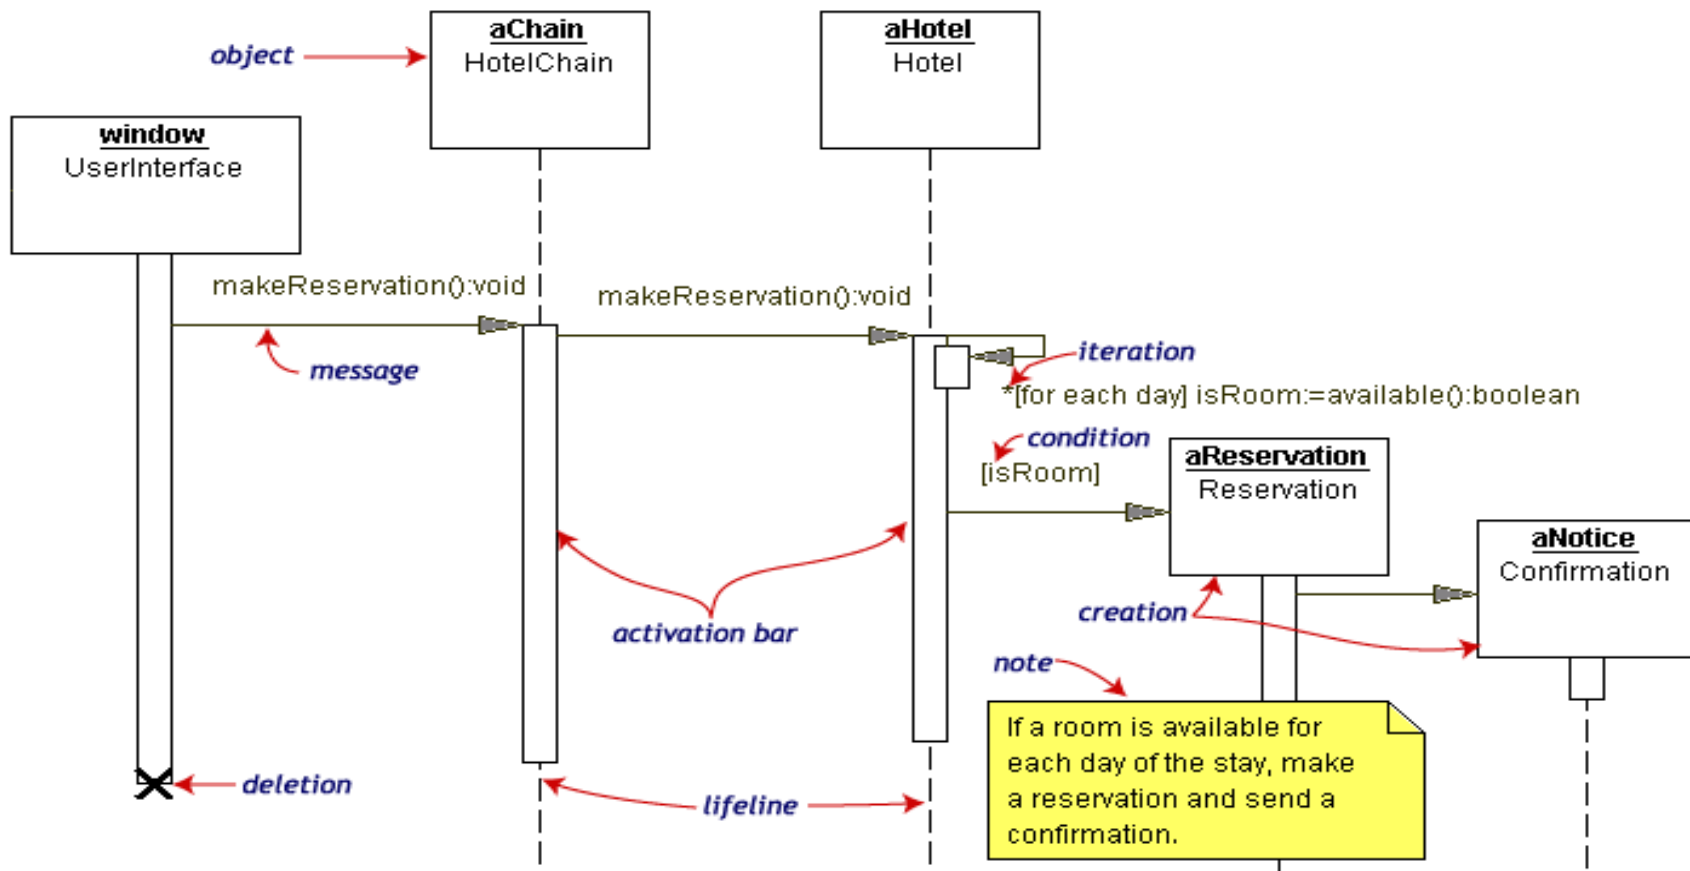 object
aChain
HotelChain
aHotel
Hotel
window
UserInterface
makeReservation():void
makeReservation():void
message
iteration
*[for each day] isRoom:=available():boolean
condition
[isRoom]
aReservation
Reservation
aNotice
Confirmation
activation bar
creation
note
If a room is available for
each day of the stay, make
a reservation and send a
confirmation.
deletion
lifeline